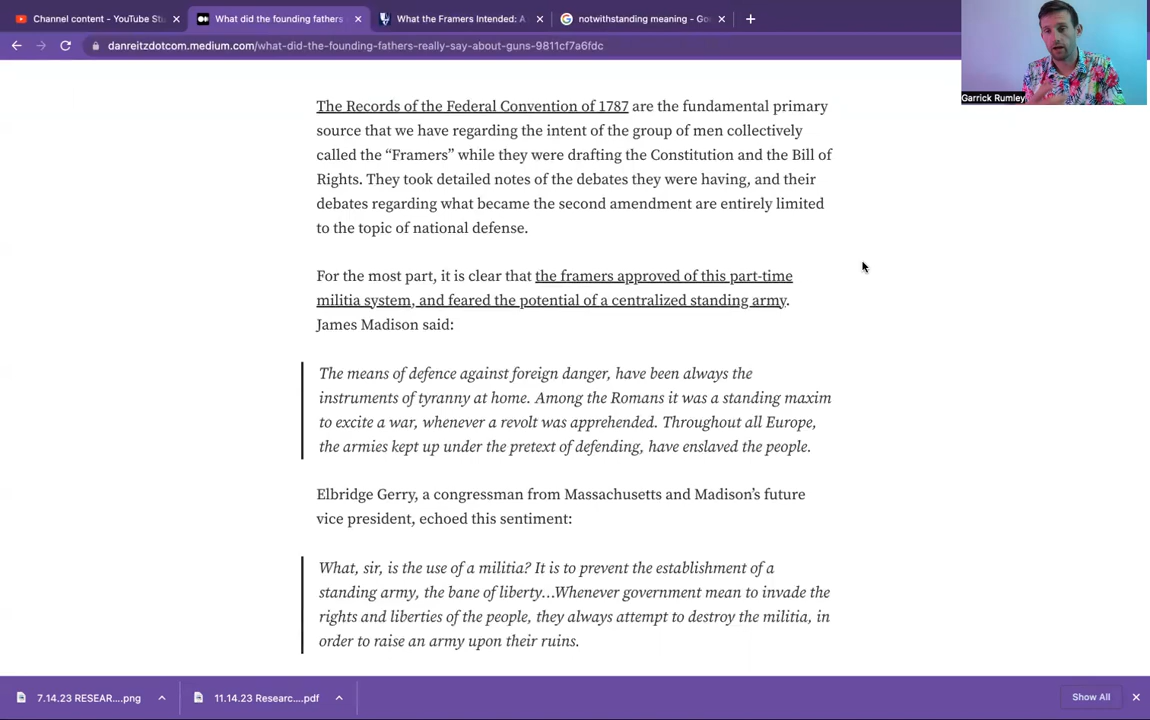 Channel content - YouTube St
What did the founding fathers
What the Framers Intended: A
notwithstanding meaning - Go
danreitzdotcom.medium.com/what-did-the-founding-fathers-really-say-about-guns-9811cf7a6fdc
Garrick Rumley
The Records of the Federal Convention of 1787 are the fundamental primary
source that we have regarding the intent of the group of men collectively
called the “Framers” while they were drafting the Constitution and the Bill of
Rights. They took detailed notes of the debates they were having, and their
debates regarding what became the second amendment are entirely limited
to the topic of national defense.
For the most part, it is clear that the framers approved of this part-time
militia system, and feared the potential of a centralized standing army.
James Madison said:
The means of defence against foreign danger, have been always the
instruments of tyranny at home. Among the Romans it was a standing maxim
to excite a war, whenever a revolt was apprehended. Throughout all Europe,
the armies kept up under the pretext of defending, have enslaved the people.
Elbridge Gerry, a congressman from Massachusetts and Madison’s future
vice president, echoed this sentiment:
What, sir, is the use of a militia? It is to prevent the establishment of a
standing army, the bane of liberty…Whenever government mean to invade the
rights and liberties of the people, they always attempt to destroy the militia, in
order to raise an army upon their ruins.
7.14.23 RESEAR....png
11.14.23 Researc....pdf
Show All